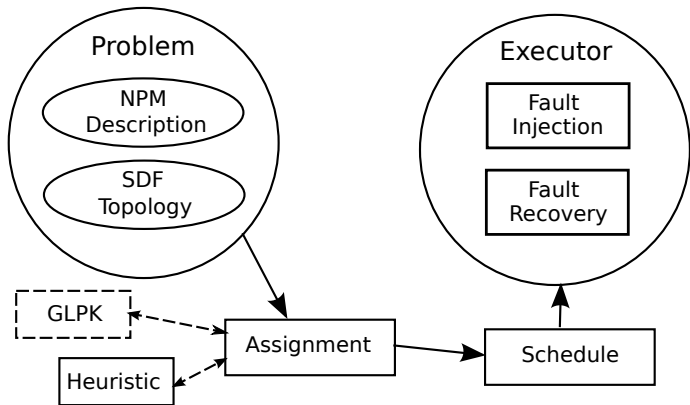 Problem
NPM
Description
SDF
Topology
Executor
Fault
Injection
Fault
Recovery
GLPK
Heuristic
Assignment
Schedule